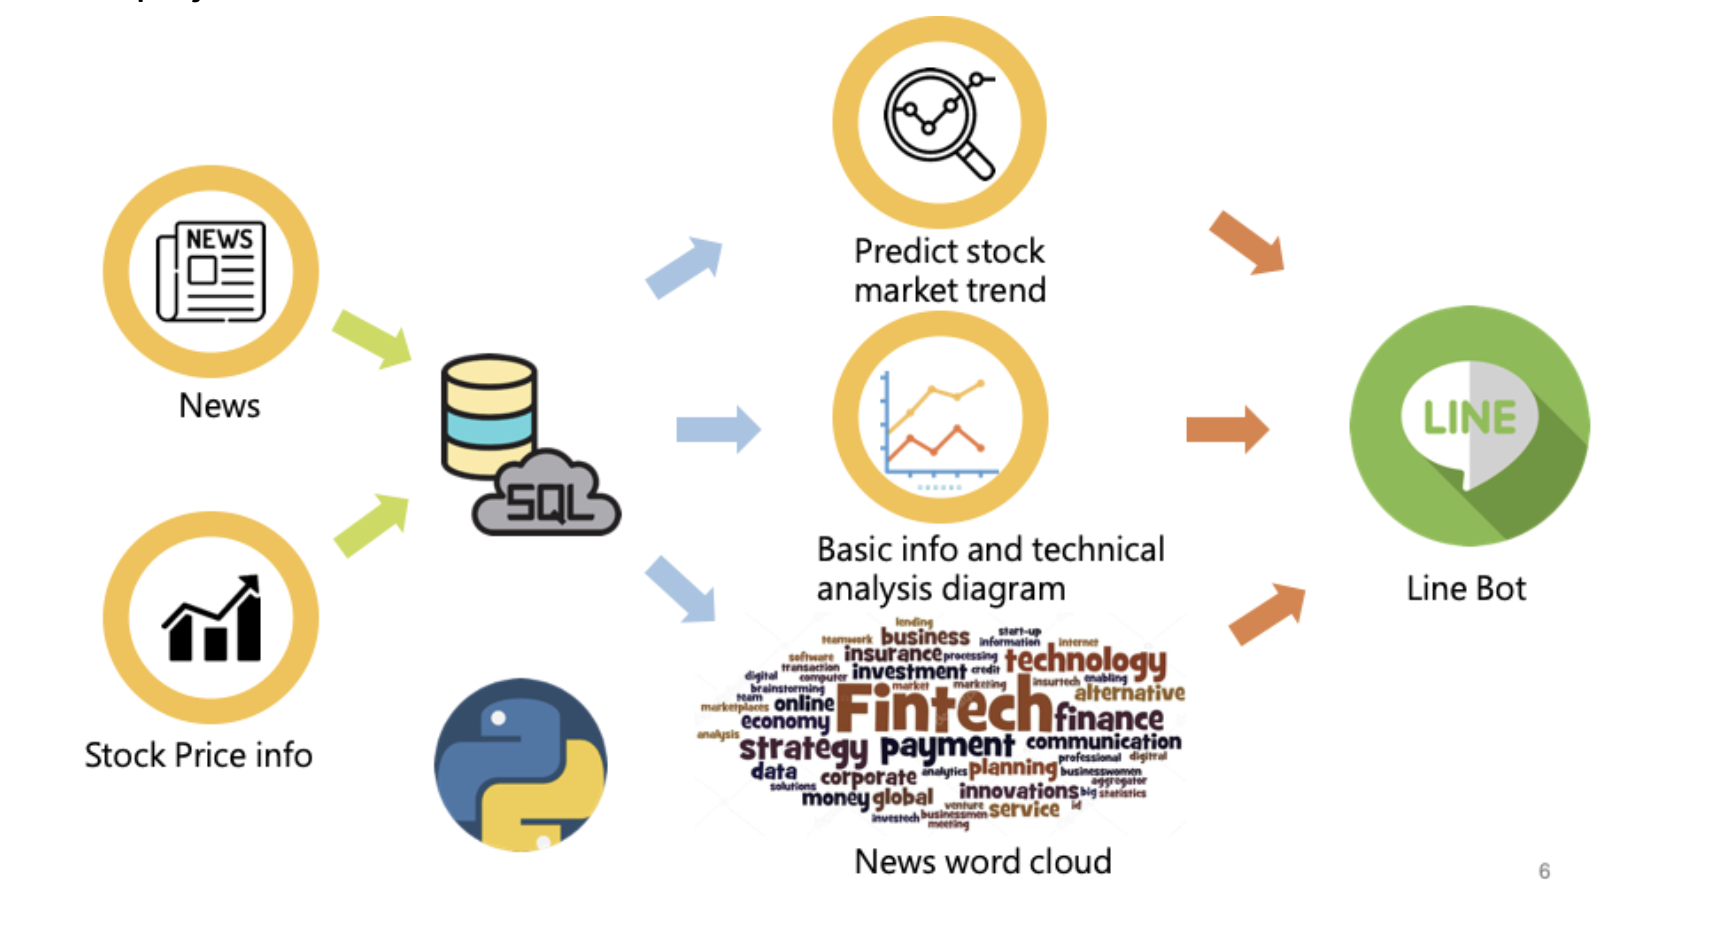 NEWS
News
Stock Price info
SQL
Predict stock
market trend
Basic info and technical
analysis diagram
lending
teamwork business start-up
information internet
software insurance processing technology
transaction
digital computer investment credit insurtech enabling
brainstorming market marketing alternative
team
marketplaces online Fintech finance
economy
analysis strategy payment communication
professional digital
data corporate analytics planning businesswomen
solutions aggregator
money global innovations big statistics
venture service id
investech businessmen
meeting
News word cloud
LINE
Line Bot
6